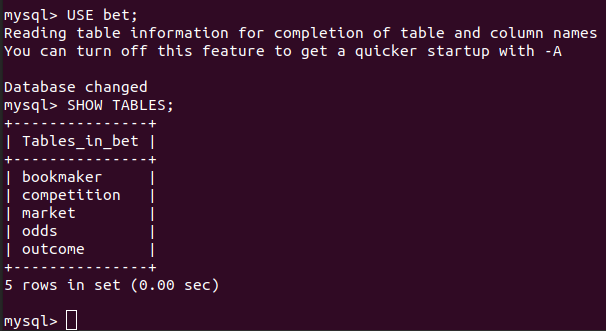 mysql> USE bet;
Reading table information for completion of table and column names
You can turn off this feature to get a quicker startup with -A

Database changed
mysql> SHOW TABLES;
+---------------+
| Tables_in_bet |
+---------------+
| bookmaker     |
| competition   |
| market        |
| odds          |
| outcome       |
+---------------+
5 rows in set (0.00 sec)

mysql>